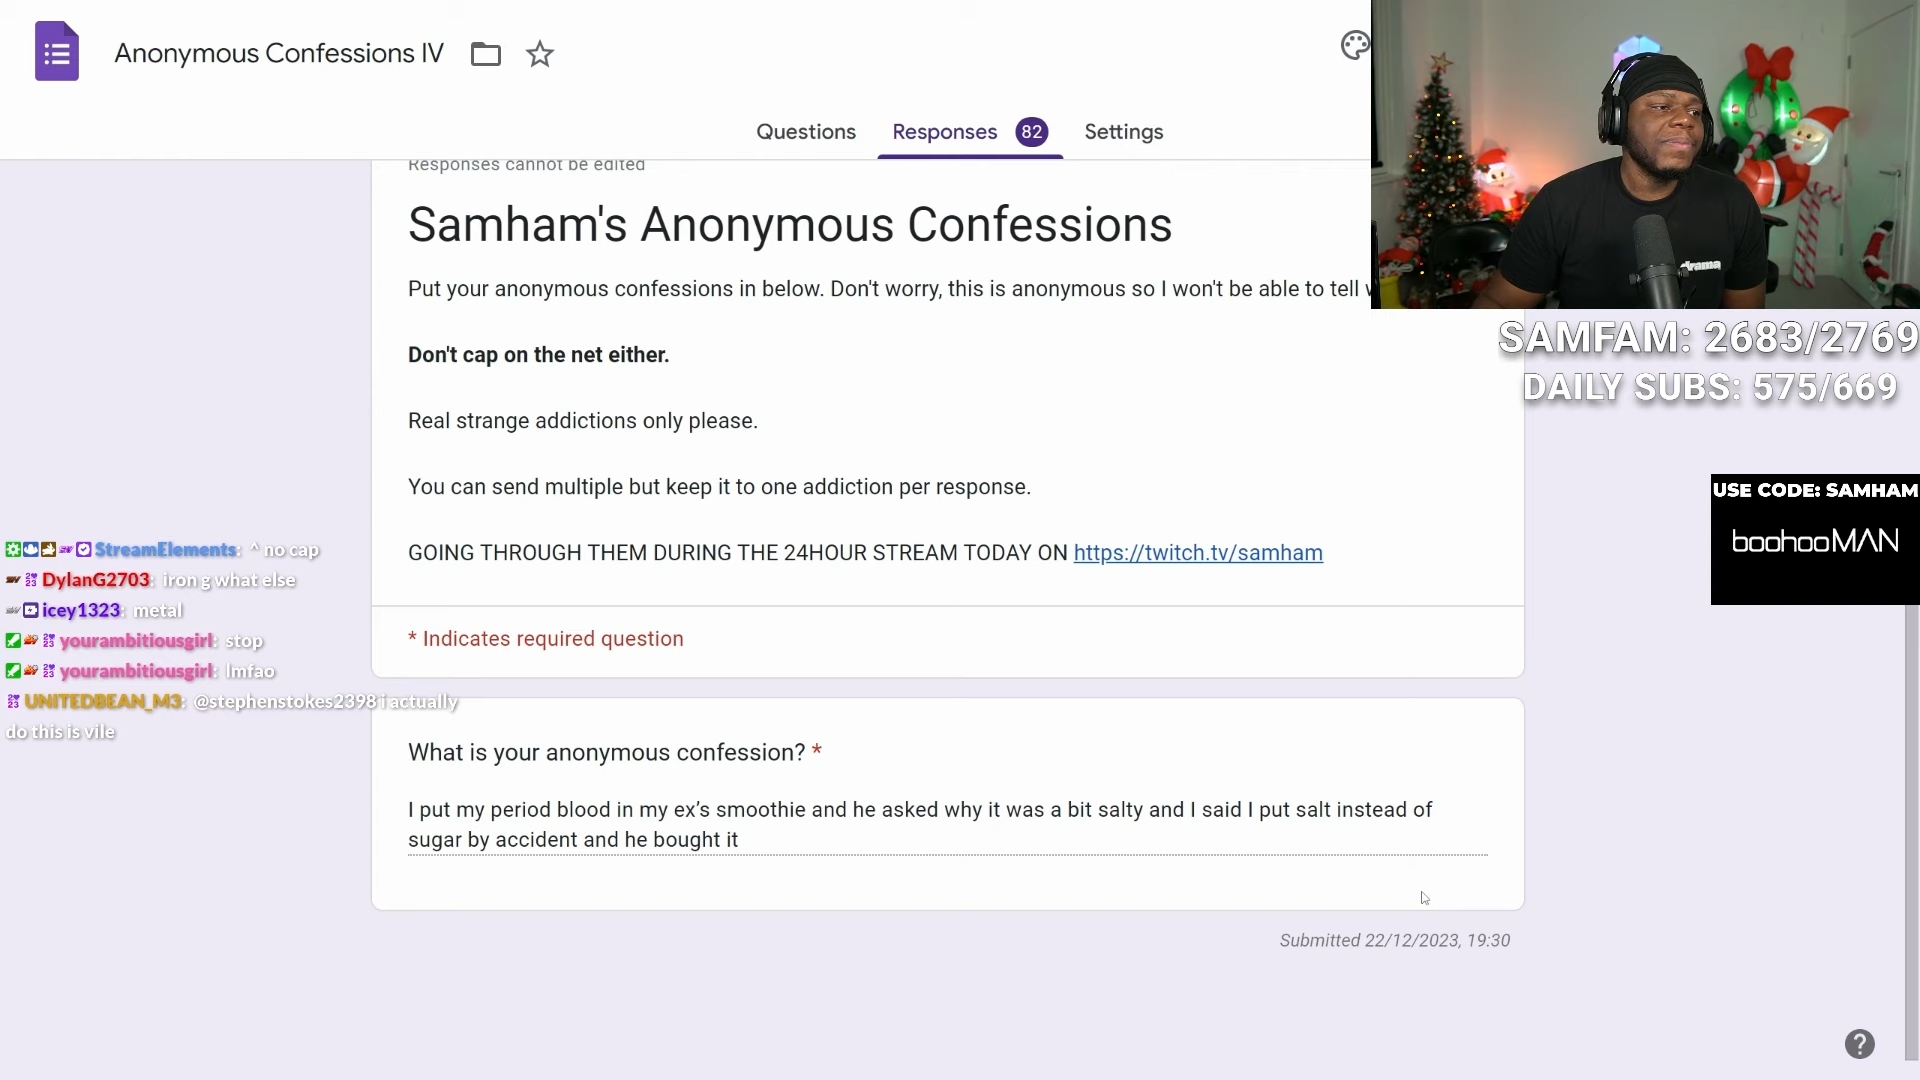 Anonymous Confessions IV
Questions
Responses 82
Settings
Responses cannot be edited
Samham's Anonymous Confessions
Put your anonymous confessions in below. Don't worry, this is anonymous so I won't be able to tell
Don't cap on the net either.
Real strange addictions only please.
You can send multiple but keep it to one addiction per response.
GOING THROUGH THEM DURING THE 24HOUR STREAM TODAY ON https://twitch.tv/samham
* Indicates required question
What is your anonymous confession? *
I put my period blood in my ex’s smoothie and he asked why it was a bit salty and I said I put salt instead of
sugar by accident and he bought it
Submitted 22/12/2023, 19:30
StreamElements: ^ no cap
DylanG2703: iron g what else
icey1323: metal
yourambitiousgirl: stop
yourambitiousgirl: lmfao
UNITEDBEAN_M3: @stephenstokes2398 i actually
do this is vile
drama
SAMFAM: 2683/2769
DAILY SUBS: 575/669
USE CODE: SAMHAM
boohooMAN